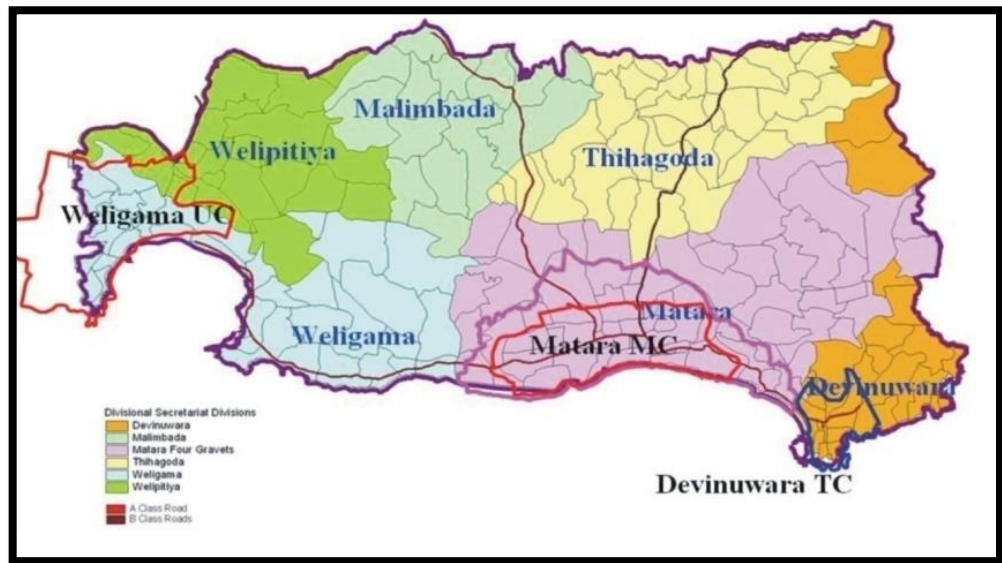 Malimbada
Welipitiya
Thihagoda
Weligama UC
Weligama
Matara
Matara MC
Devinuwara
Devinuwara TC
Divisional Secretariat Divisions
Devinuwara
Malimbada
Matara Four Gravets
Thihagoda
Weligama
Welipitiya
A Class Road
B Class Roads